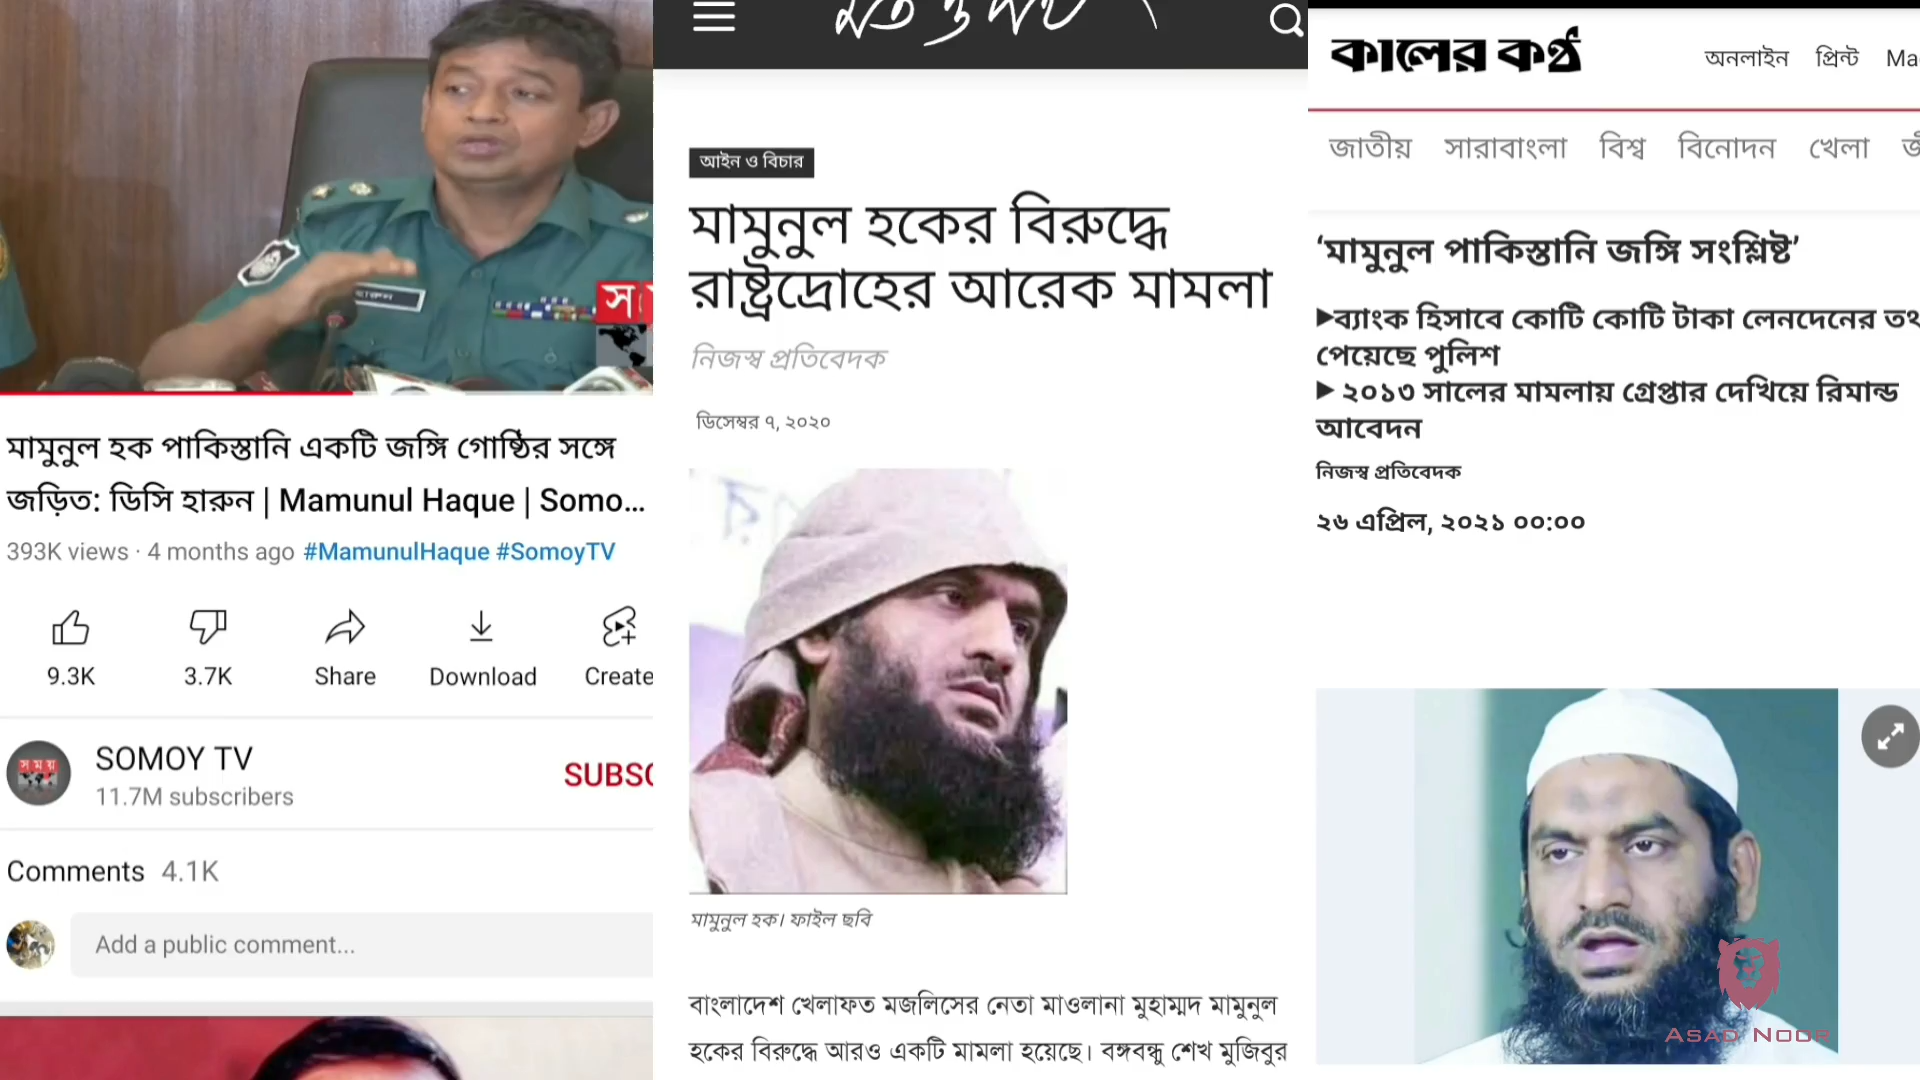 স
মামুনুল হক পাকিস্তানি একটি জঙ্গি গোষ্ঠির সঙ্গে
জড়িত: ডিসি হারুন | Mamunul Haque | Somo...
393K views · 4 months ago #MamunulHaque #SomoyTV
9.3K
3.7K
Share
Download
Create
সময়
SOMOY TV
11.7M subscribers
SUBSC
Comments 4.1K
Add a public comment...
আইন ও বিচার
মামুনুল হকের বিরুদ্ধে
রাষ্ট্রদ্রোহের আরেক মামলা
নিজস্ব প্রতিবেদক
ডিসেম্বর ৭, ২০২০
মামুনুল হক। ফাইল ছবি
বাংলাদেশ খেলাফত মজলিসের নেতা মাওলানা মুহাম্মদ মামুনুল
হকের বিরুদ্ধে আরও একটি মামলা হয়েছে। বঙ্গবন্ধু শেখ মুজিবুর
কালের কণ্ঠ
অনলাইন প্রিন্ট Ma
জাতীয় সারাবাংলা বিশ্ব বিনোদন খেলা
‘মামুনুল পাকিস্তানি জঙ্গি সংশ্লিষ্ট’
▶ব্যাংক হিসাবে কোটি কোটি টাকা লেনদেনের তথ
পেয়েছে পুলিশ
▶ ২০১৩ সালের মামলায় গ্রেপ্তার দেখিয়ে রিমান্ড
আবেদন
নিজস্ব প্রতিবেদক
২৬ এপ্রিল, ২০২১ ০০:০০
ASAD NOOR